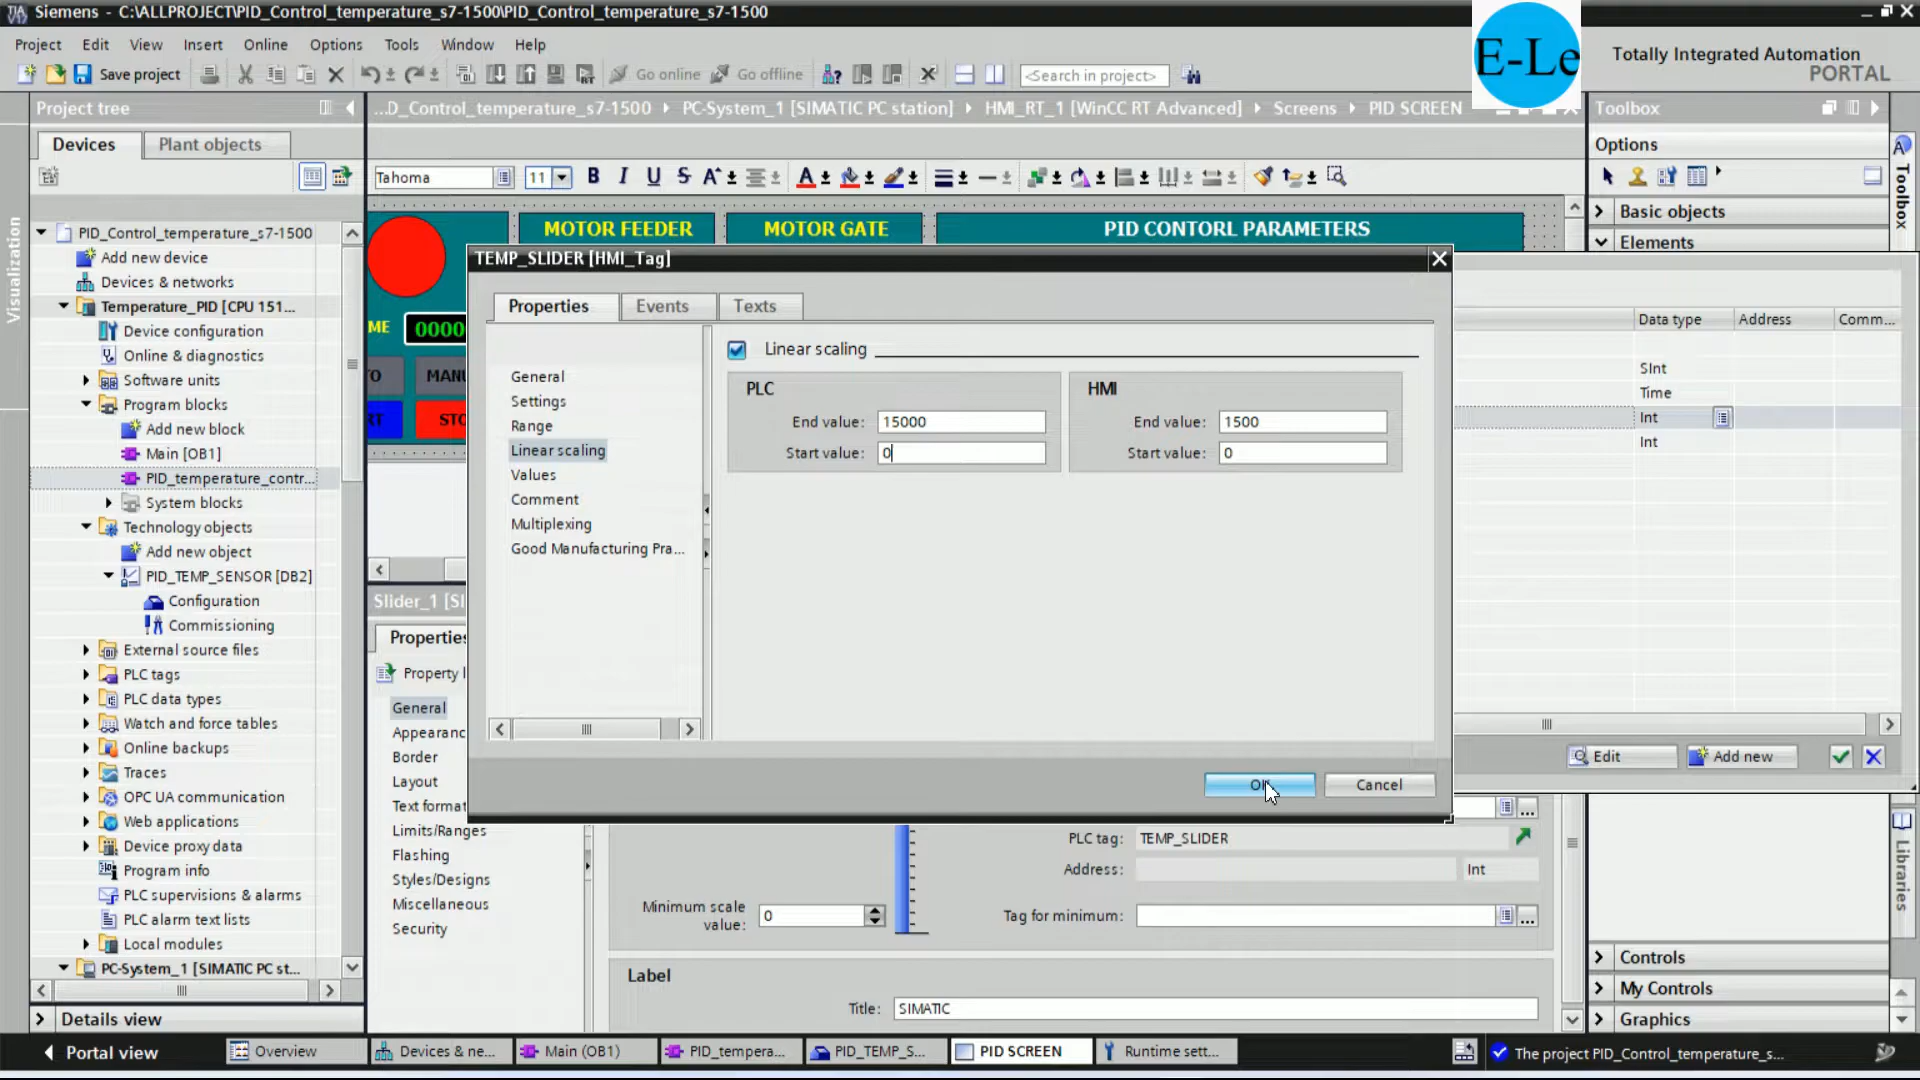 Siemens - C:\ALLPROJECT\PID_Control_temperature_s7-1500\PID_Control_temperature_s7-1500
Project Edit View Insert Online Options Tools Window Help
E-Le
Totally Integrated Automation
PORTAL
Save project
Go online
Go offline
<Search in project>
Project tree
...D_Control_temperature_s7-1500 PC-System_1 [SIMATIC PC station] HMI_RT_1 [WinCC RT Advanced] Screens PID SCREEN
Toolbox
Devices
Plant objects
Options
Tahoma
11
B I U S
Toolbox
Visualization
Basic objects
Elements
PID_Control_temperature_s7-1500
Add new device
Devices & networks
Temperature_PID [CPU 151...
Device configuration
Online & diagnostics
Software units
Program blocks
Add new block
Main [OB1]
PID_temperature_contr...
System blocks
Technology objects
Add new object
PID_TEMP_SENSOR [DB2]
Configuration
Commissioning
External source files
PLC tags
PLC data types
Watch and force tables
Online backups
Traces
OPC UA communication
Web applications
Device proxy data
Program info
PLC supervisions & alarms
PLC alarm text lists
Local modules
PC-System_1 [SIMATIC PC st...
Details view
MOTOR FEEDER
MOTOR GATE
PID CONTORL PARAMETERS
ME
0000
TO
MANU
RT
STO
TEMP_SLIDER [HMI_Tag]
Properties
Events
Texts
General
Settings
Range
Linear scaling
Values
Comment
Multiplexing
Good Manufacturing Pra...
Linear scaling
PLC
End value: 15000
Start value: 0
HMI
End value: 1500
Start value: 0
OK
Cancel
Data type
Address
Comm...
SInt
Time
Int
Int
Edit
Add new
Slider_1 [Sl
Properties
Property l
General
Appearanc
Border
Layout
Text format
Limits/Ranges
Flashing
Styles/Designs
Miscellaneous
Security
PLC tag: TEMP_SLIDER
Address:
Int
Minimum scale value: 0
Tag for minimum:
Label
Title: SIMATIC
Libraries
Controls
My Controls
Graphics
Portal view
Overview
Devices & ne...
Main (OB1)
PID_tempera...
PID_TEMP_S...
PID SCREEN
Runtime sett...
The project PID_Control_temperature_s...